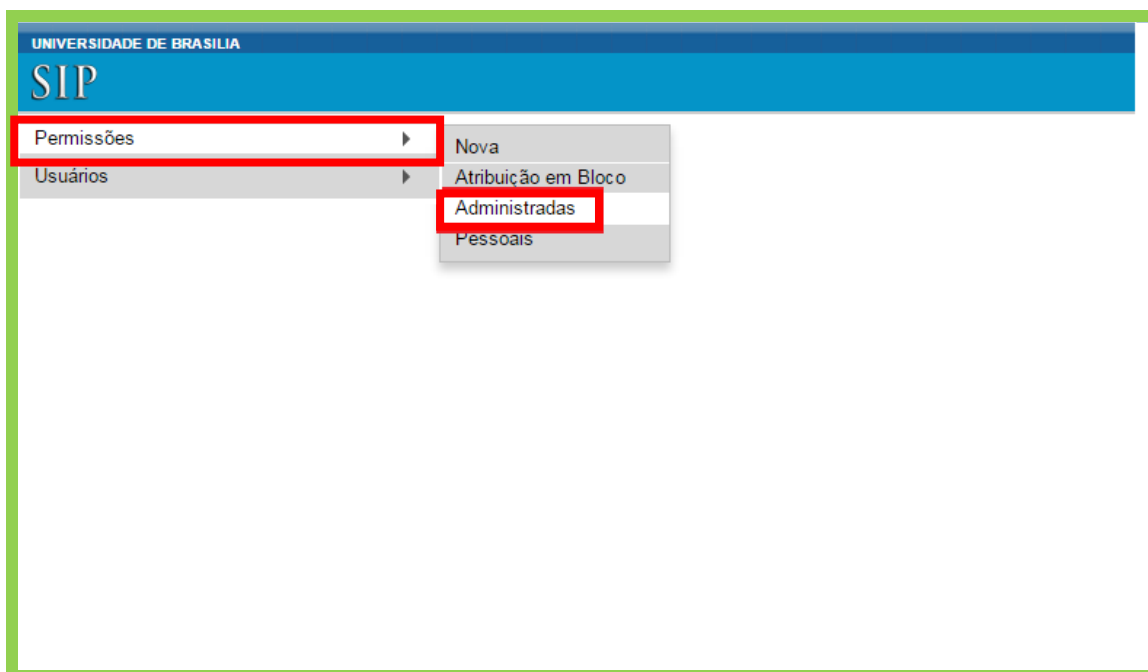 UNIVERSIDADE DE BRASILIA
SIP
Permissões
Usuários
Nova
Atribuição em Bloco
Administradas
Pessoais